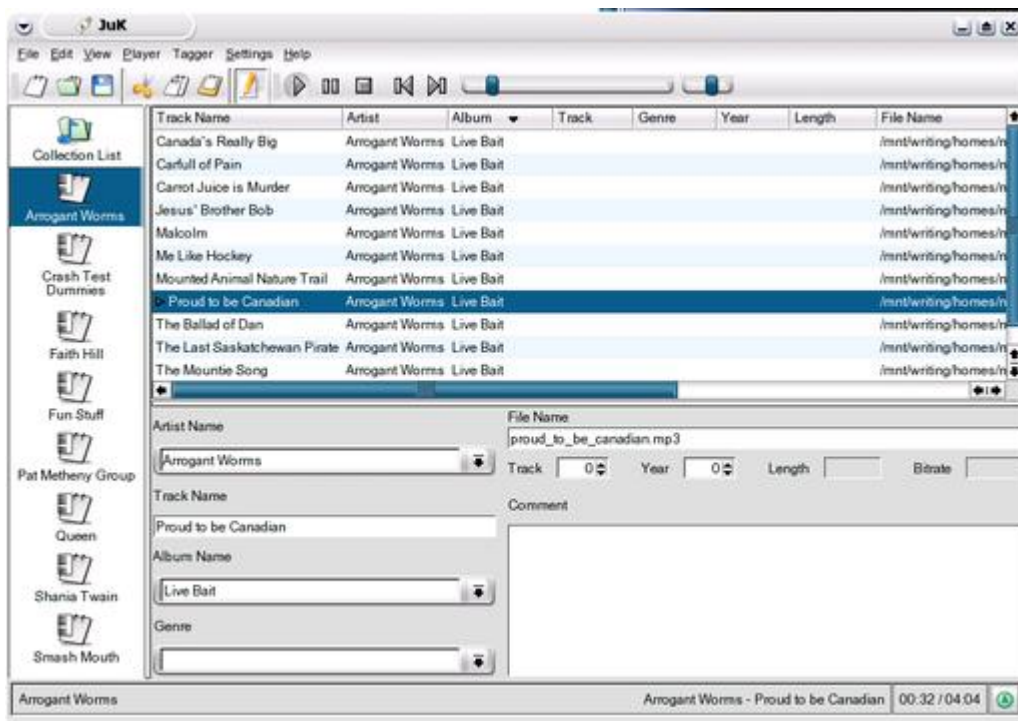 JuK
File Edit View Player Tagger Settings Help
Collection List
Arrogant Worms
Crash Test
Dummies
Faith Hill
Fun Stuff
Pat Metheny Group
Queen
Shania Twain
Smash Mouth
Track Name Artist Album Track Genre Year Length File Name
Canada's Really Big Arrogant Worms Live Bait /mnt/writing/homes/n
Carfull of Pain Arrogant Worms Live Bait /mnt/writing/homes/n
Carrot Juice is Murder Arrogant Worms Live Bait /mnt/writing/homes/n
Jesus' Brother Bob Arrogant Worms Live Bait /mnt/writing/homes/n
Malcolm Arrogant Worms Live Bait /mnt/writing/homes/n
Me Like Hockey Arrogant Worms Live Bait /mnt/writing/homes/n
Mounted Animal Nature Trail Arrogant Worms Live Bait /mnt/writing/homes/n
Proud to be Canadian Arrogant Worms Live Bait /mnt/writing/homes/n
The Ballad of Dan Arrogant Worms Live Bait /mnt/writing/homes/n
The Last Saskatchewan Pirate Arrogant Worms Live Bait /mnt/writing/homes/n
The Mountie Song Arrogant Worms Live Bait /mnt/writing/homes/n
Artist Name
Arrogant Worms
Track Name
Proud to be Canadian
Album Name
Live Bait
Genre
File Name
proud_to_be_canadian.mp3
Track 0 Year 0 Length Bitrate
Comment
Arrogant Worms Arrogant Worms - Proud to be Canadian 00:32 / 04:04